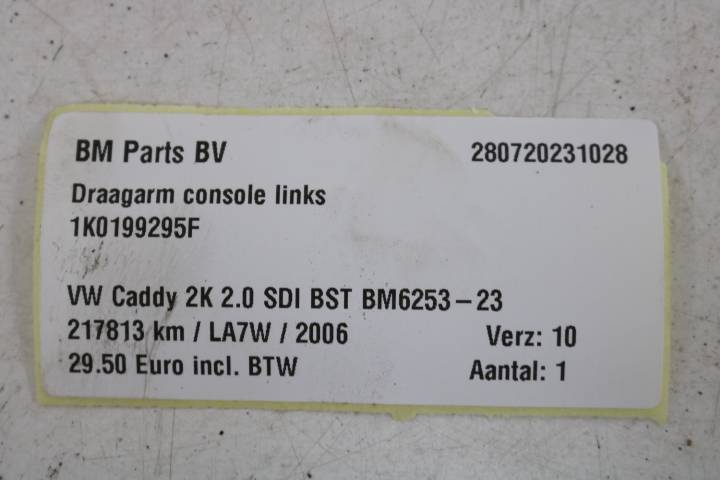 BM Parts BV 280720231028
Draagarm console links
1K0199295F
VW Caddy 2K 2.0 SDI BST BM6253-23
217813 km / LA7W / 2006 Verz: 10
29.50 Euro incl. BTW Aantal: 1